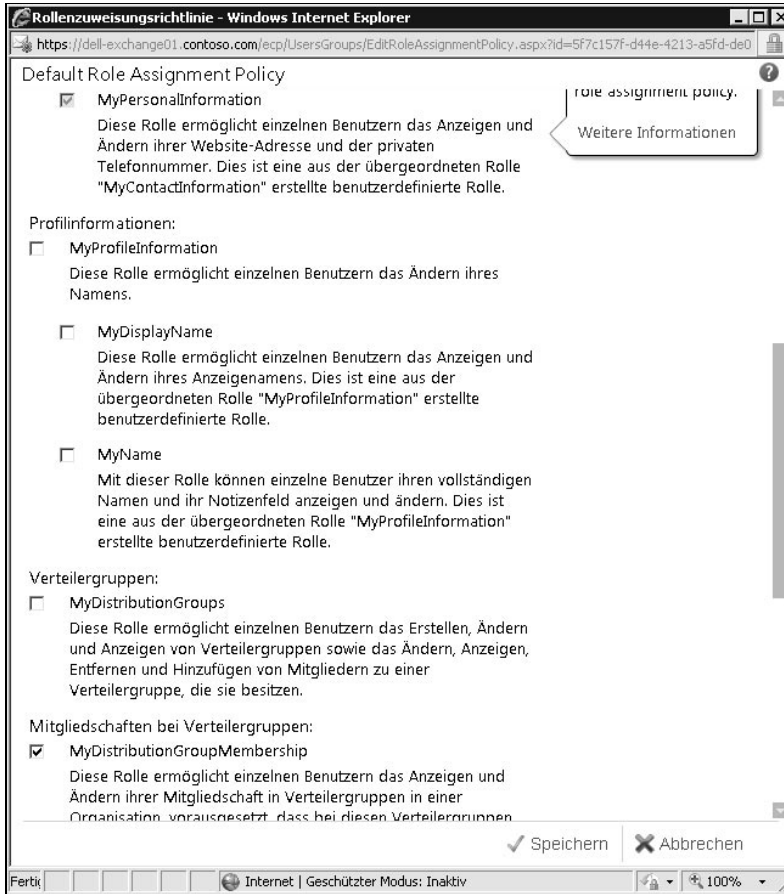 Rollenzuweisungsrichtlinie - Windows Internet Explorer
https://dell-exchange01.contoso.com/ecp/UsersGroups/EditRoleAssignmentPolicy.aspx?id=5f7c157f-d44e-4213-a5fd-de0
Default Role Assignment Policy
role assignment policy.
MyPersonalInformation
Diese Rolle ermöglicht einzelnen Benutzern das Anzeigen und
Weitere Informationen
Ändern ihrer Website-Adresse und der privaten
Telefonnummer. Dies ist eine aus der übergeordneten Rolle
"MyContactInformation" erstellte benutzerdefinierte Rolle.
Profilinformationen:
MyProfileInformation
Diese Rolle ermöglicht einzelnen Benutzern das Ändern ihres
Namens.
MyDisplayName
Diese Rolle ermöglicht einzelnen Benutzern das Anzeigen und
Ändern ihres Anzeigenamens. Dies ist eine aus der
übergeordneten Rolle "MyProfileInformation" erstellte
benutzerdefinierte Rolle.
MyName
Mit dieser Rolle können einzelne Benutzer ihren vollständigen
Namen und ihr Notizenfeld anzeigen und ändern. Dies ist
eine aus der übergeordneten Rolle "MyProfileInformation"
erstellte benutzerdefinierte Rolle.
Verteilergruppen:
MyDistributionGroups
Diese Rolle ermöglicht einzelnen Benutzern das Erstellen, Ändern
und Anzeigen von Verteilergruppen sowie das Ändern, Anzeigen,
Entfernen und Hinzufügen von Mitgliedern zu einer
Verteilergruppe, die sie besitzen.
Mitgliedschaften bei Verteilergruppen:
MyDistributionGroupMembership
Diese Rolle ermöglicht einzelnen Benutzern das Anzeigen und
Ändern ihrer Mitgliedschaft in Verteilergruppen in einer
Organisation, vorausgesetzt, dass bei diesen Verteilergruppen
Speichern
Abbrechen
Fertig
Internet | Geschützter Modus: Inaktiv
100%